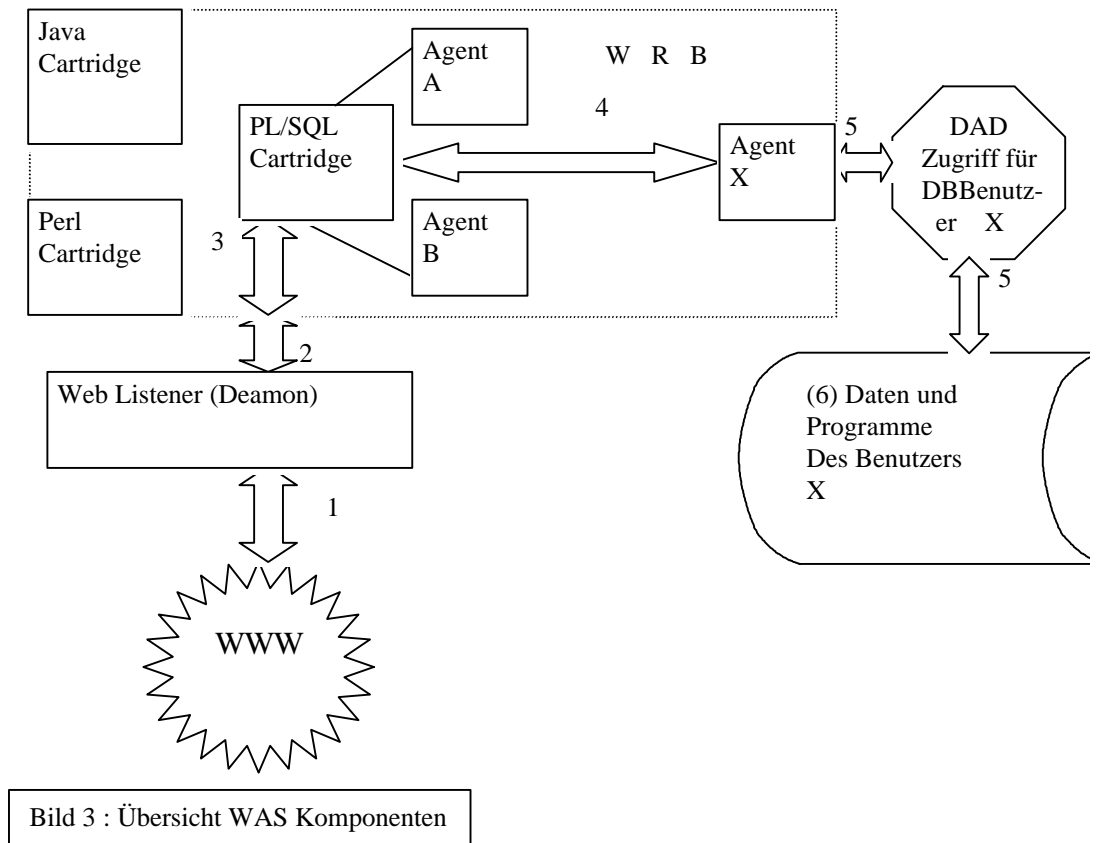 Java
Cartridge
Agent
A
W R B
4
PL/SQL
Cartridge
Agent
X
5
DAD
Zugriff für
DBBenutz-
er X
Perl
Cartridge
3
Agent
B
5
2
Web Listener (Deamon)
(6) Daten und
Programme
Des Benutzers
X
1
WWW
Bild 3 : Übersicht WAS Komponenten